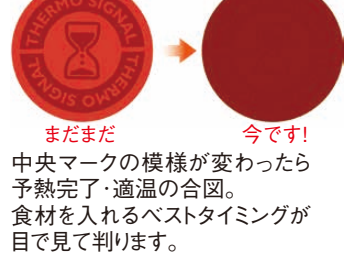 THERMO SIGNAL
THERMO SIGNAL
まだまだ
今です!
中央マークの模様が変わったら
予熱完了・適温の合図。
食材を入れるベストタイミングが
目で見て判ります。